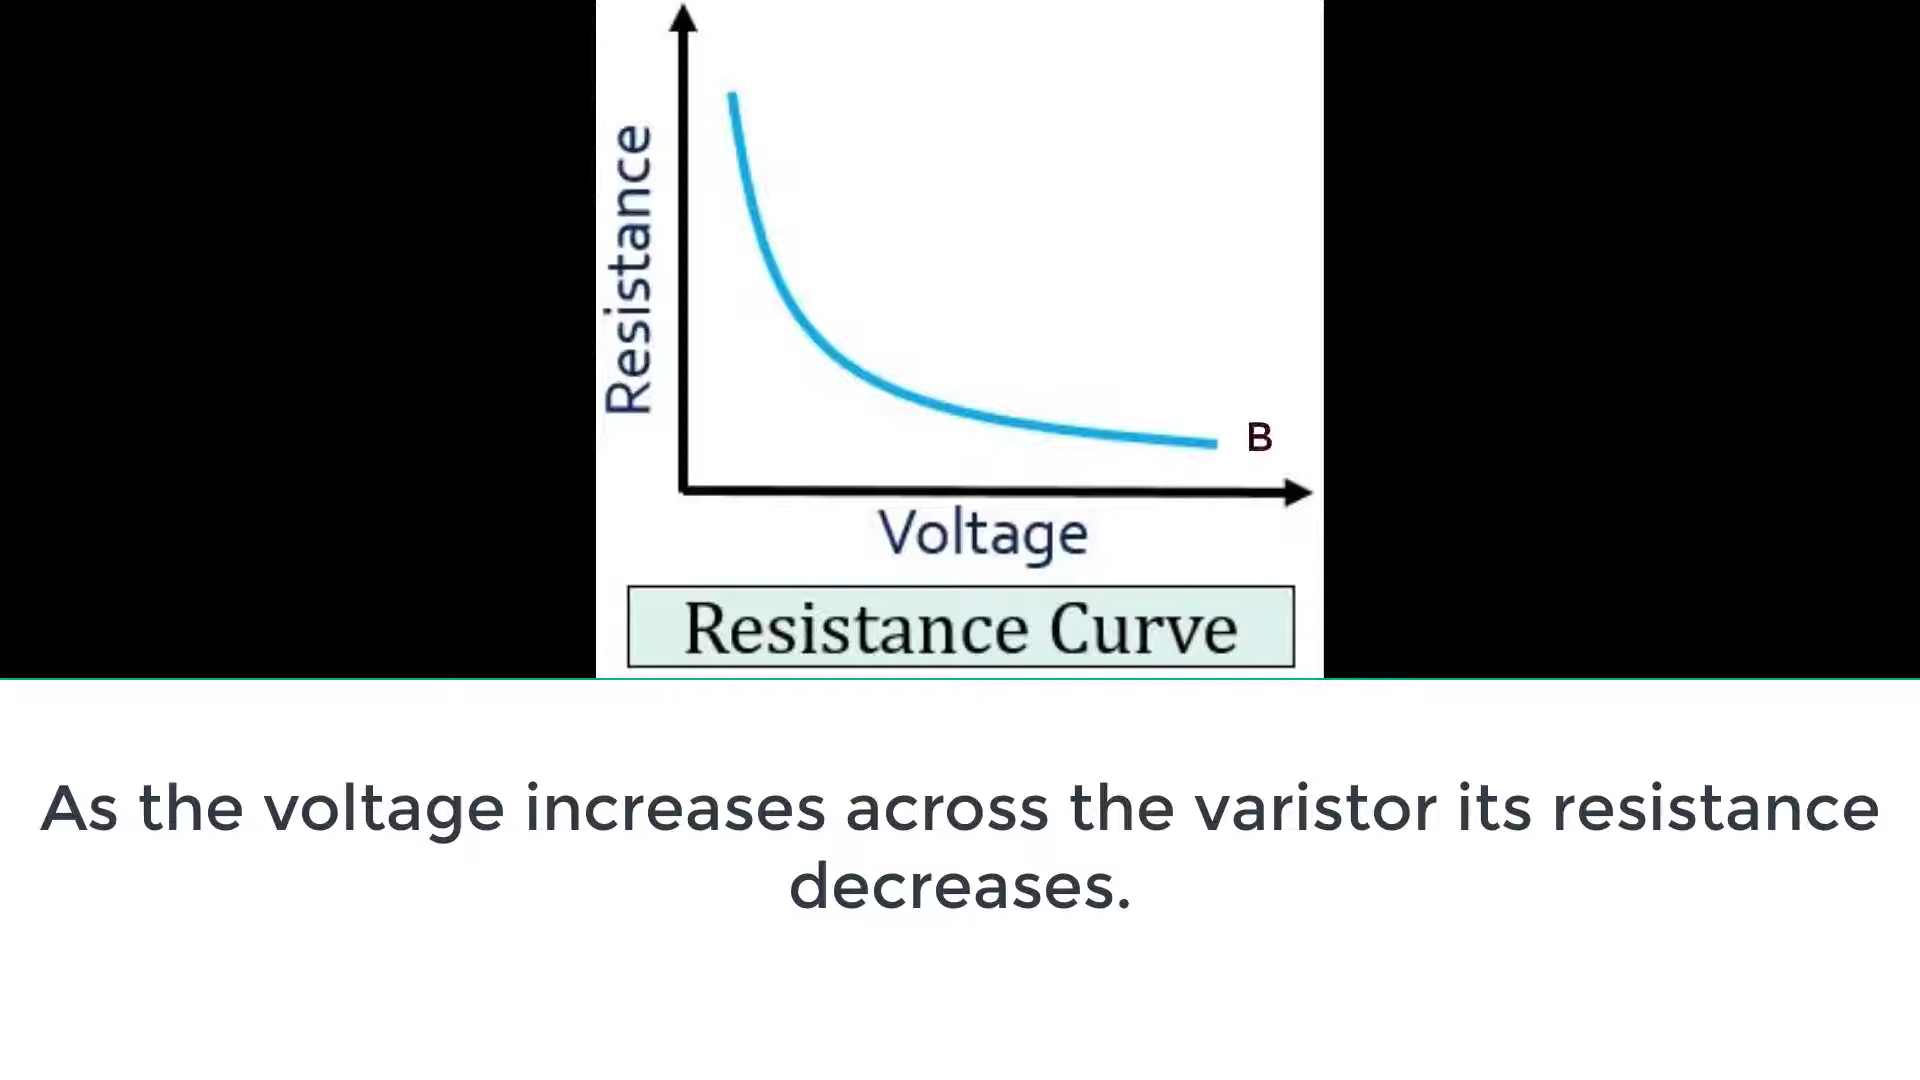 Resistance
B
Voltage
Resistance Curve
As the voltage increases across the varistor its resistance
decreases.